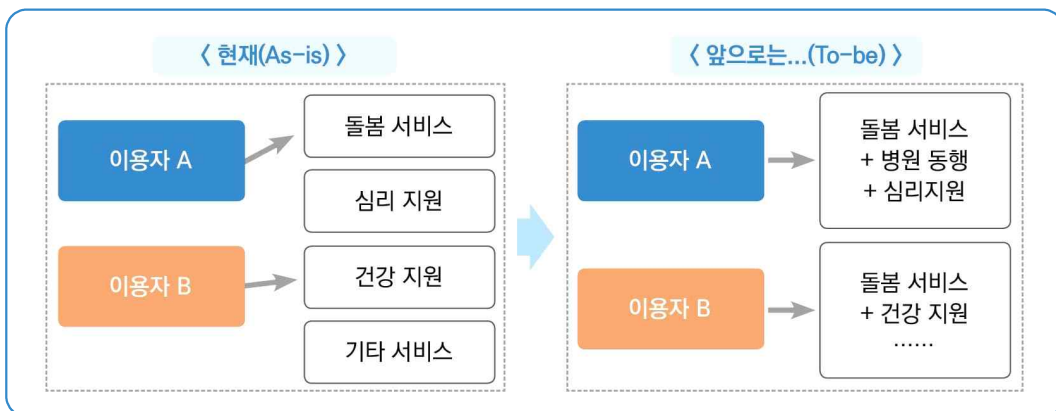 〈 현재(As-is) 〉
이용자 A
이용자 B
돌봄 서비스
심리 지원
건강 지원
기타 서비스
〈 앞으로는...(To-be) 〉
이용자 A
돌봄 서비스
+ 병원 동행
+ 심리지원
이용자 B
돌봄 서비스
+ 건강 지원
……